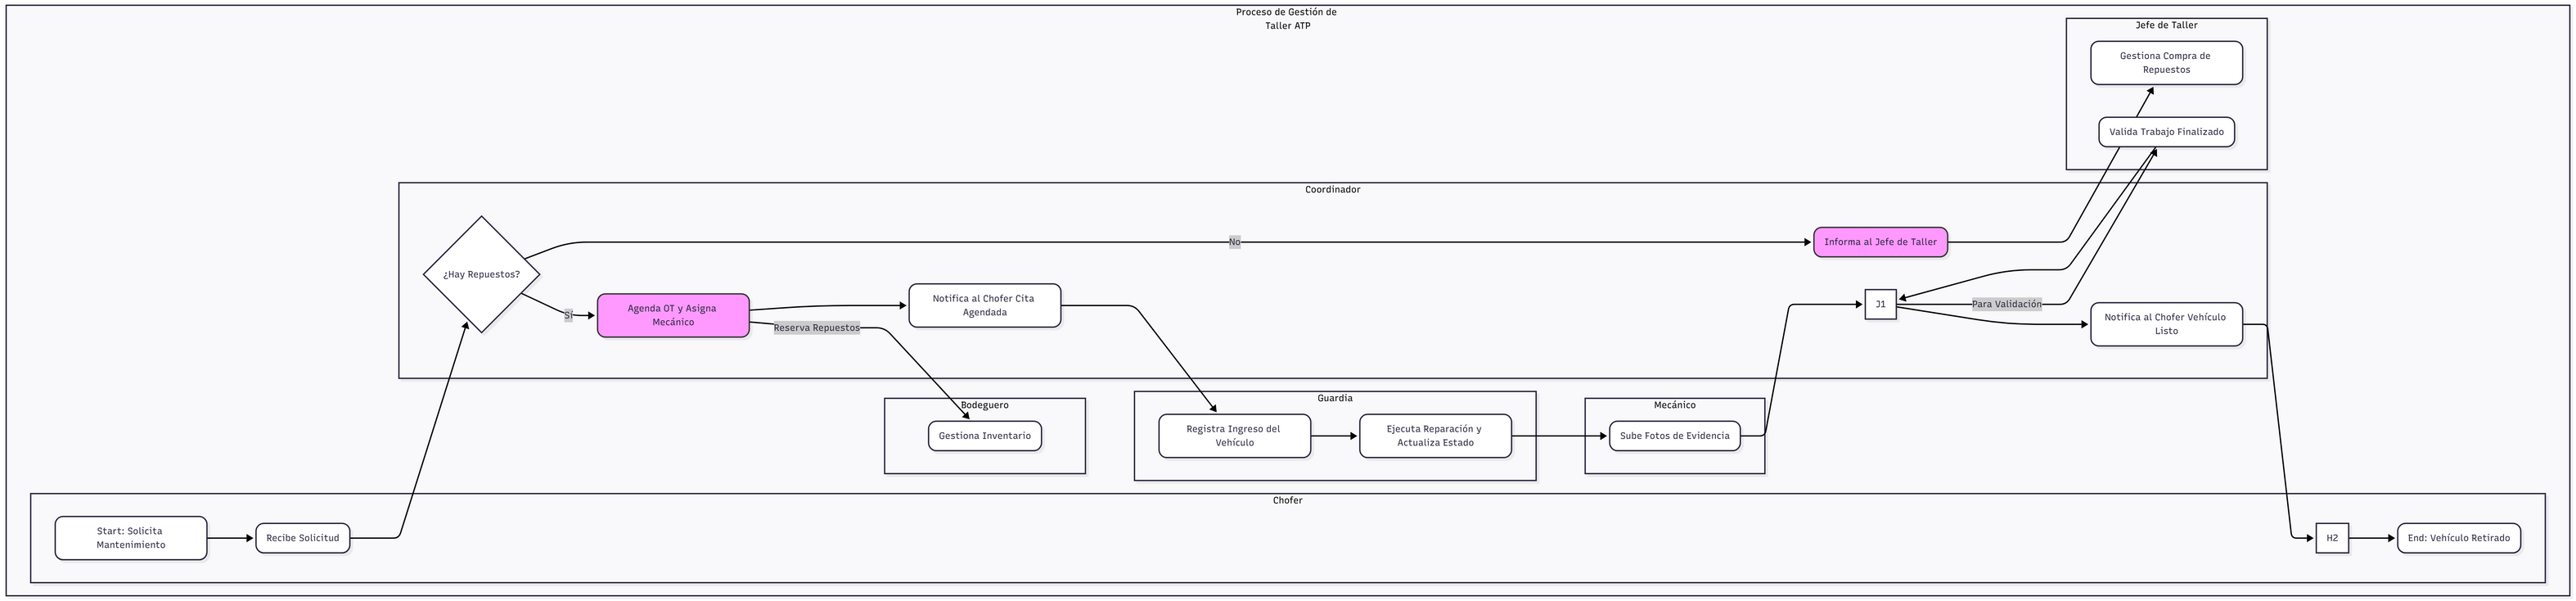 Proceso de Gestión de
Taller ATP
Jefe de Taller
Gestiona Compra de
Repuestos
Valida Trabajo Finalizado
Coordinador
¿Hay Repuestos?
No
Informa al Jefe de Taller
Sí
Agenda OT y Asigna
Mecánico
Notifica al Chofer Cita
Agendada
Reserva Repuestos
J1
Para Validación
Notifica al Chofer Vehículo
Listo
Bodeguero
Gestiona Inventario
Guardia
Registra Ingreso del
Vehículo
Ejecuta Reparación y
Actualiza Estado
Mecánico
Sube Fotos de Evidencia
Chofer
Start: Solicita
Mantenimiento
Recibe Solicitud
H2
End: Vehículo Retirado